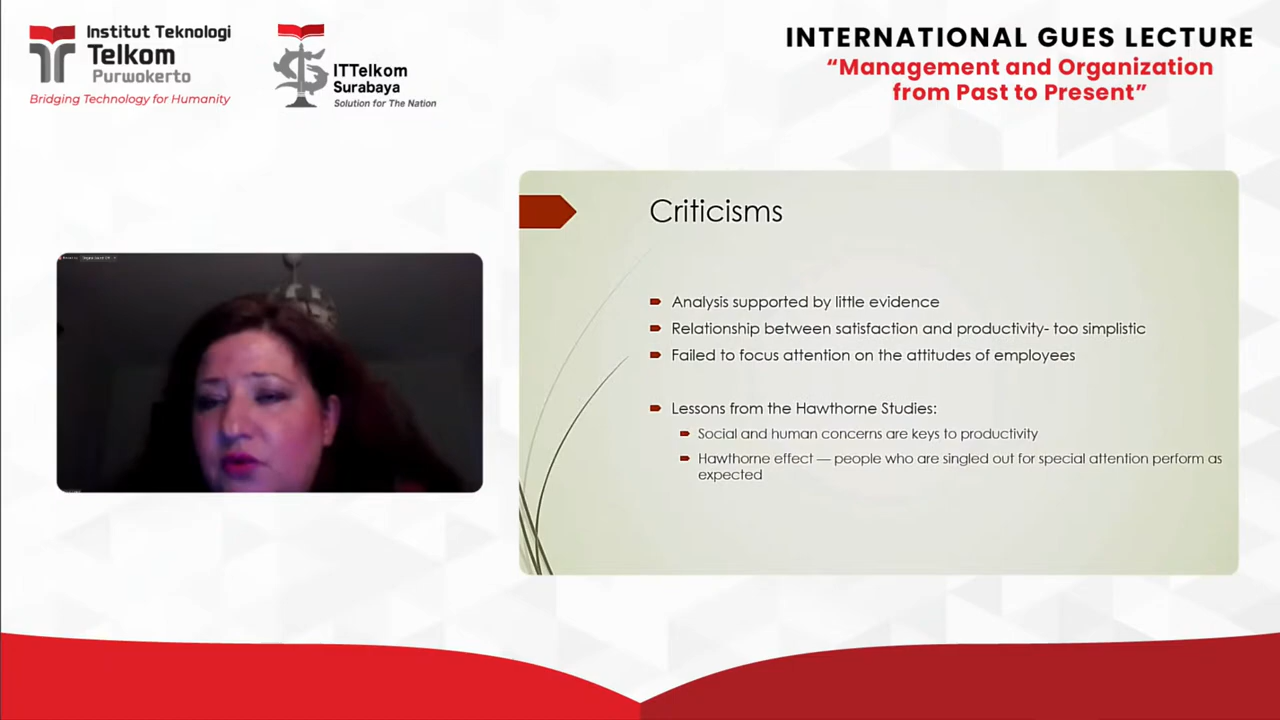 Institut Teknologi
Telkom
Purwokerto
Bridging Technology for Humanity
ITTelkom
Surabaya
Solution for The Nation
INTERNATIONAL GUES LECTURE
“Management and Organization
from Past to Present”
Criticisms
Analysis supported by little evidence
Relationship between satisfaction and productivity- too simplistic
Failed to focus attention on the attitudes of employees
Lessons from the Hawthorne Studies:
Social and human concerns are keys to productivity
Hawthorne effect — people who are singled out for special attention perform as
expected